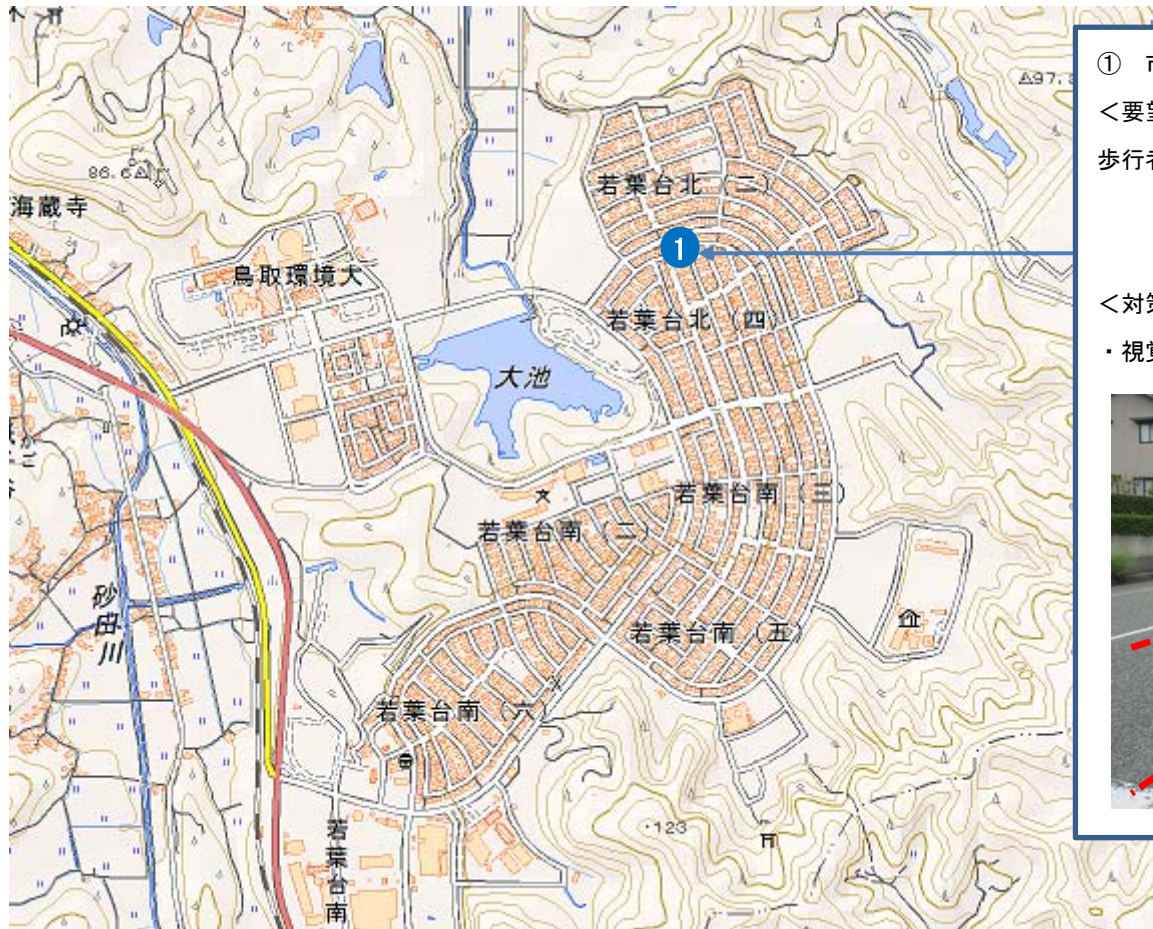 97.
86.6
海蔵寺
鳥取環境大
若葉台北(二)
1
若葉台北(四)
大池
若葉台南(三)
若葉台南(二)
砂田川
若葉台南(五)
100
若葉台南(六)
・123
若葉台南
①
<要望
歩行者
<対策
・視覚